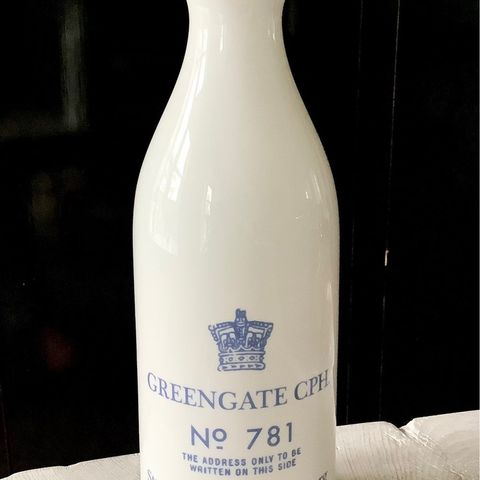 GREENGATE CPH.
Nº 781
THE ADDRESS ONLY TO BE
WRITTEN ON THIS SIDE